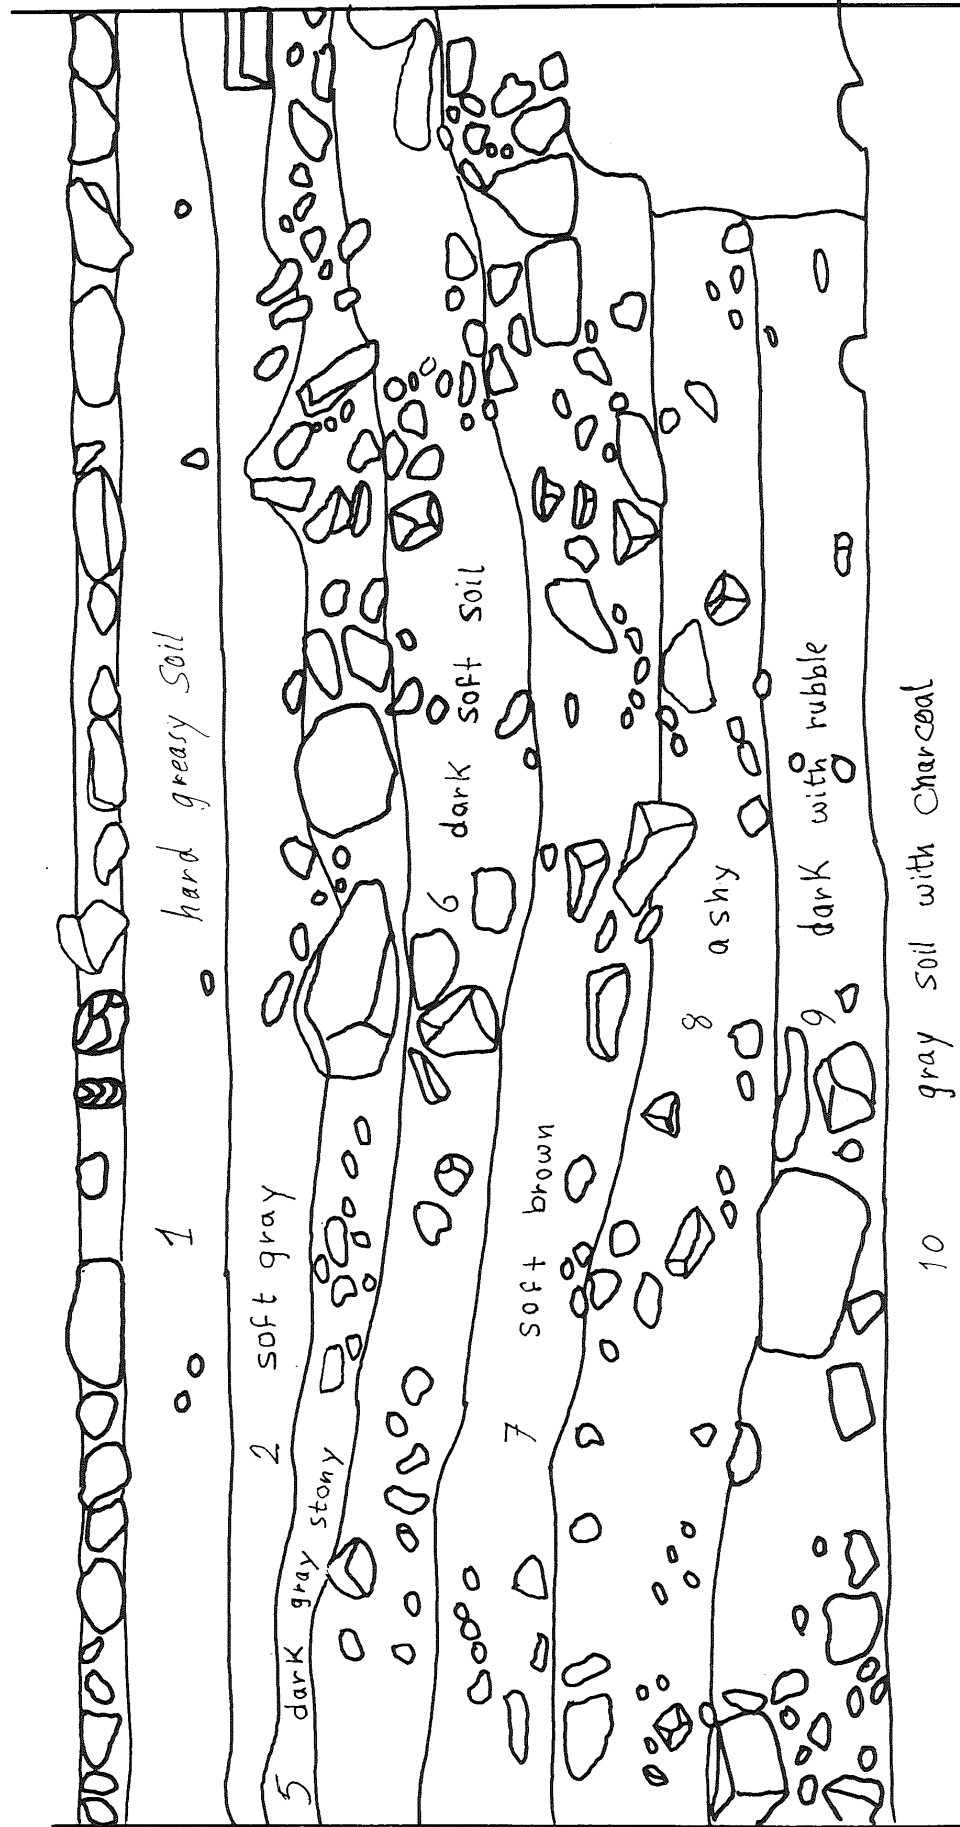 1 hard greasy soil
2 soft gray
5 dark gray stony
6 dark soft soil
7 soft brown
8 ashy
9 dark with rubble
10 gray soil with charcoal